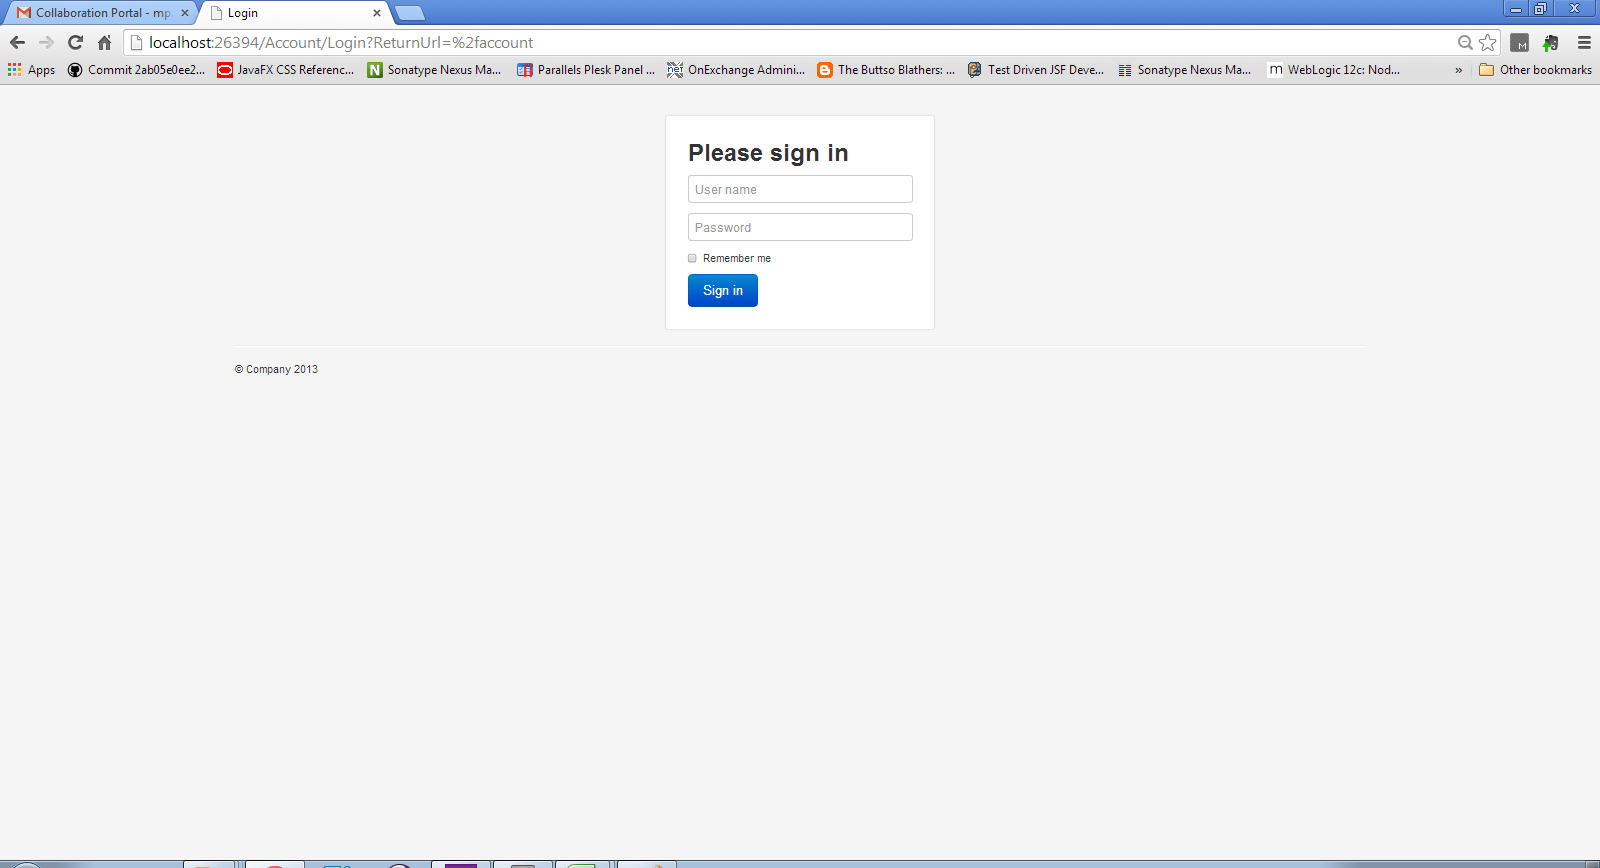 Collaboration Portal - mp
Login
localhost:26394/Account/Login?ReturnUrl=%2faccount
M
Apps
Commit 2ab05e0ee2...
JavaFX CSS Referenc...
N
Sonatype Nexus Ma...
Parallels Plesk Panel ...
net
OnExchange Admini...
The Buttso Blathers: ...
Test Driven JSF Deve...
Sonatype Nexus Ma...
m
WebLogic 12c: Nod...
»
Other bookmarks
Please sign in
User name
Password
Remember me
Sign in
© Company 2013